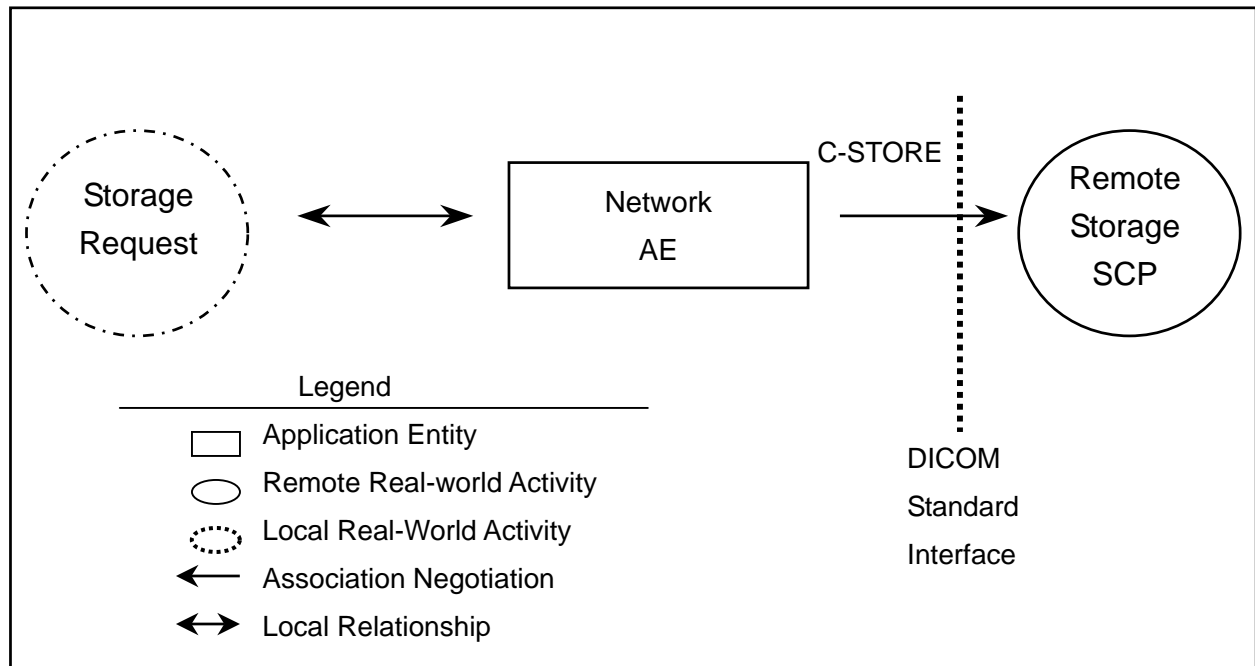 Storage
Request
Network
AE
C-STORE
Remote
Storage
SCP
Legend
Application Entity
Remote Real-world Activity
Local Real-World Activity
Association Negotiation
Local Relationship
DICOM
Standard
Interface